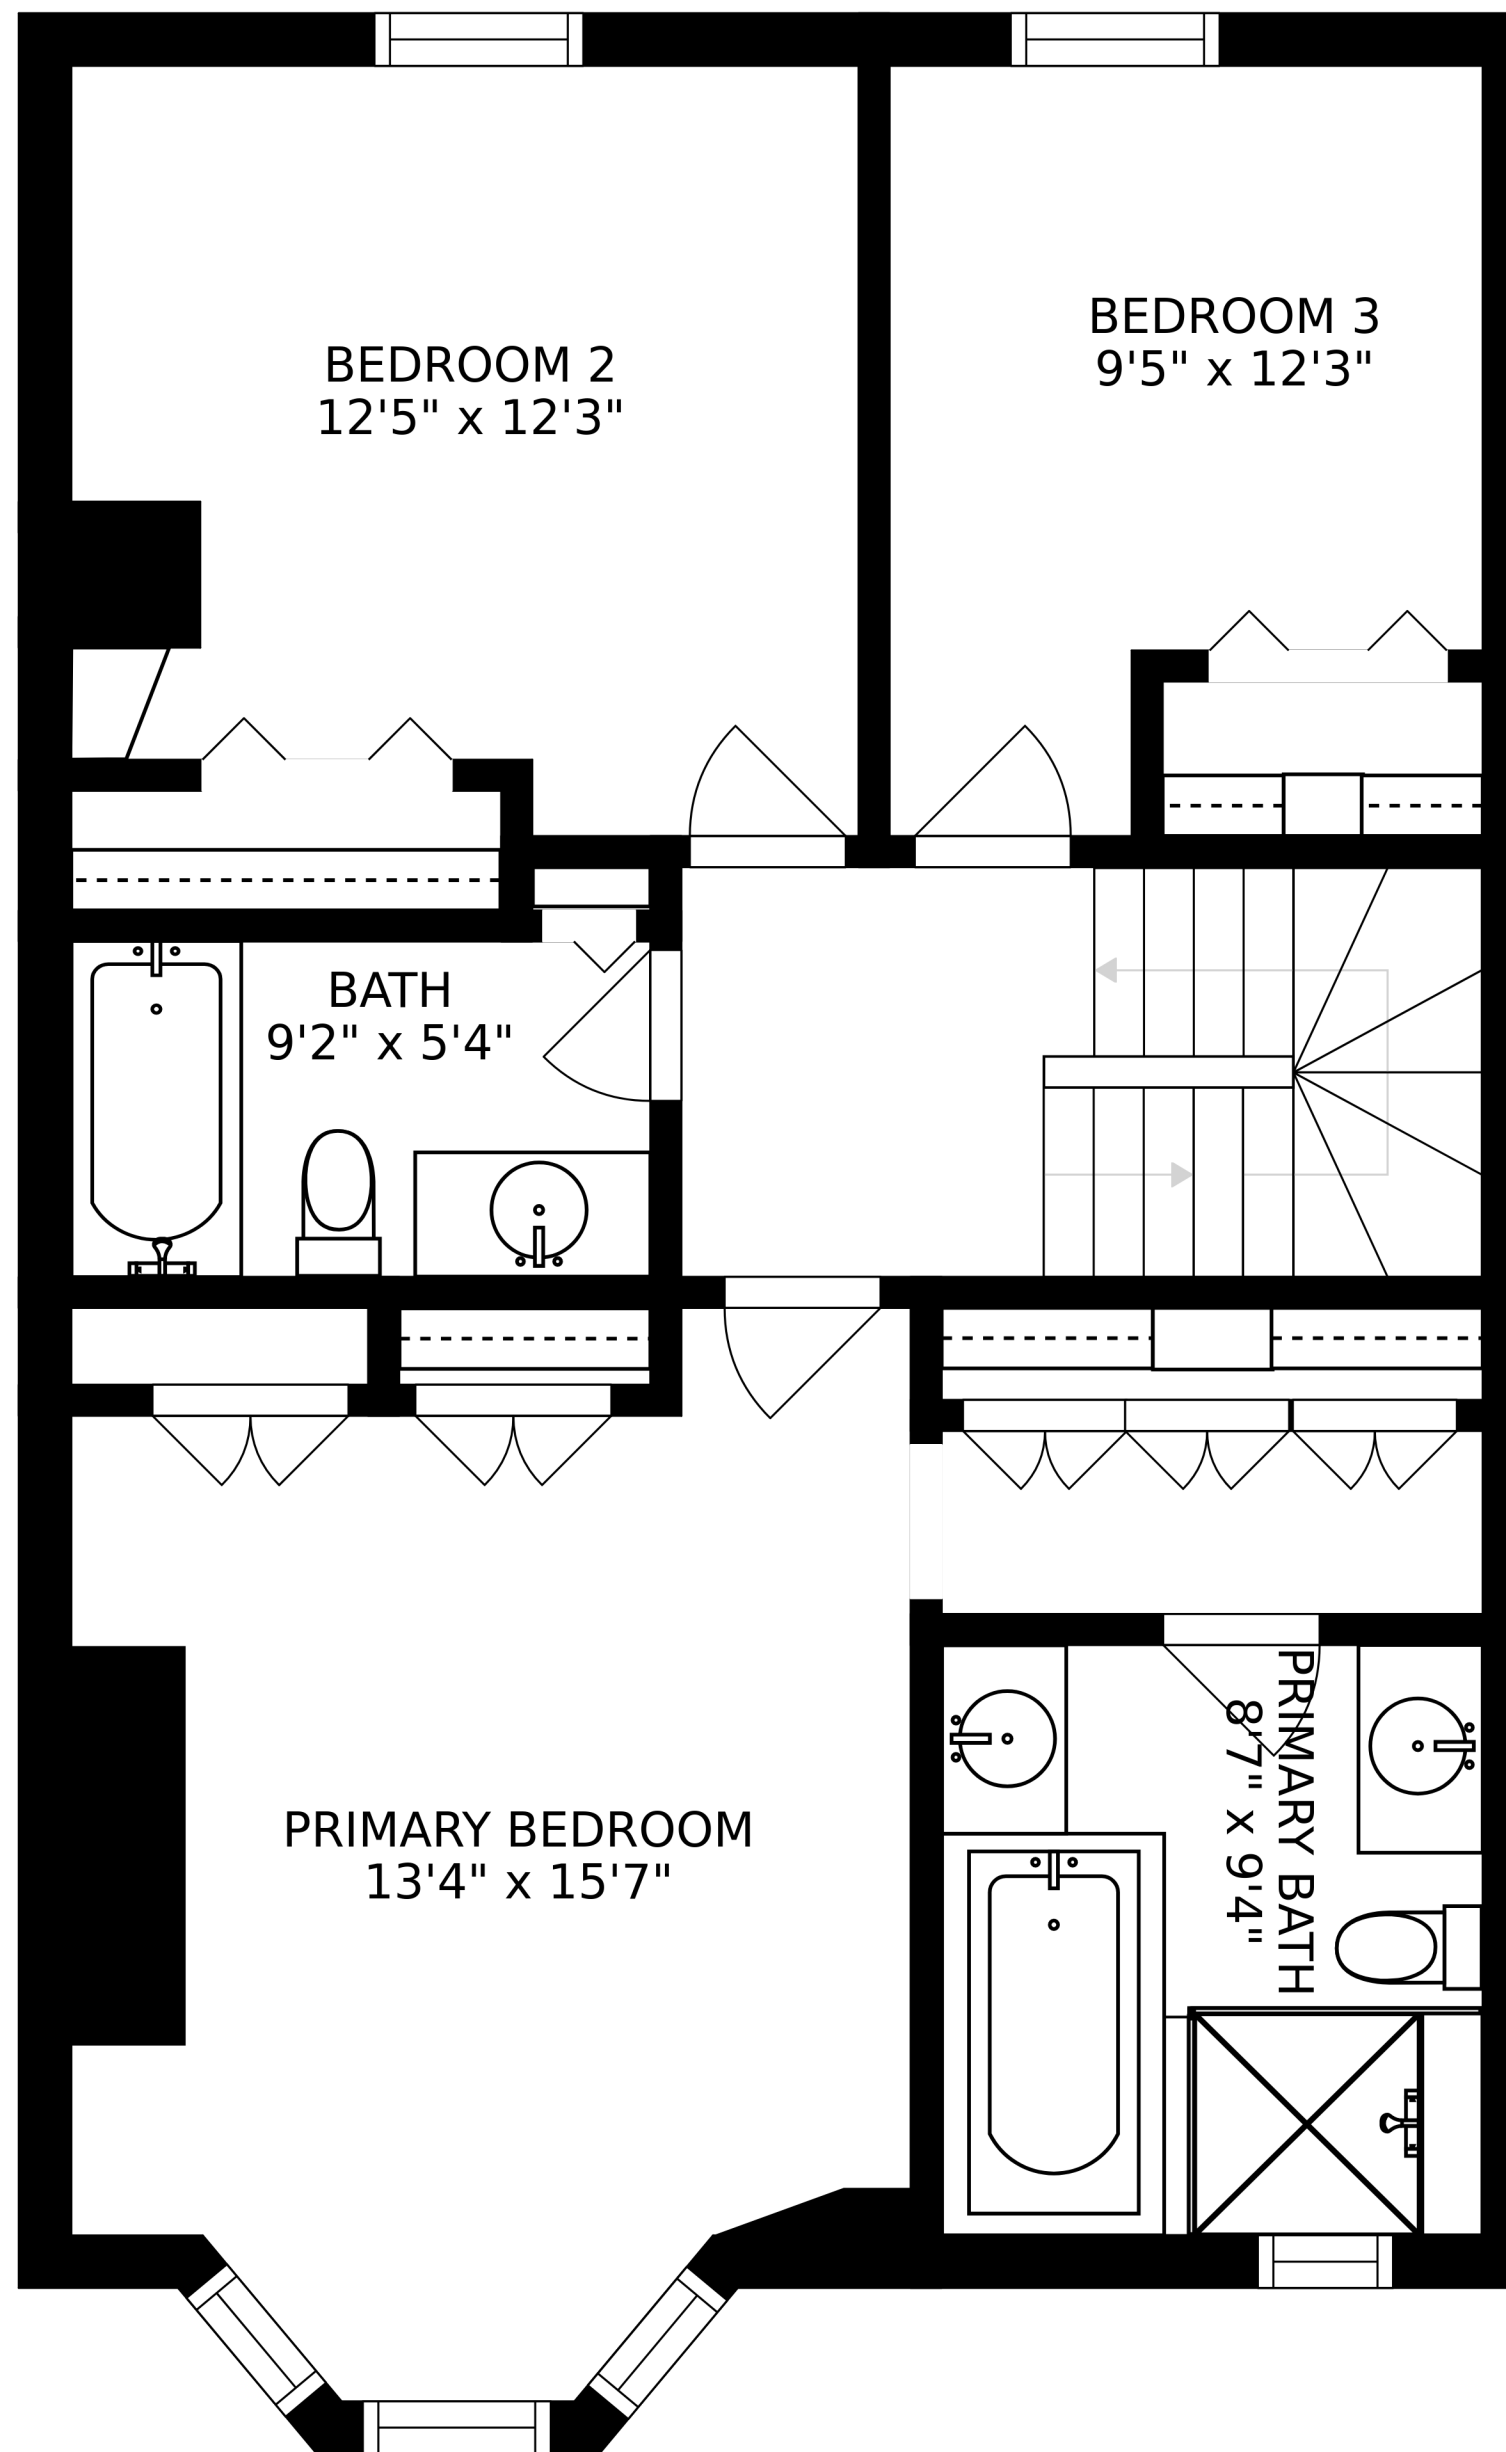 BEDROOM 2
12'5" x 12'3"
BEDROOM 3
9'5" x 12'3"
BATH
9'2" x 5'4"
PRIMARY BEDROOM
13'4" x 15'7"
PRIMARY BATH
8'7" x 9'4"